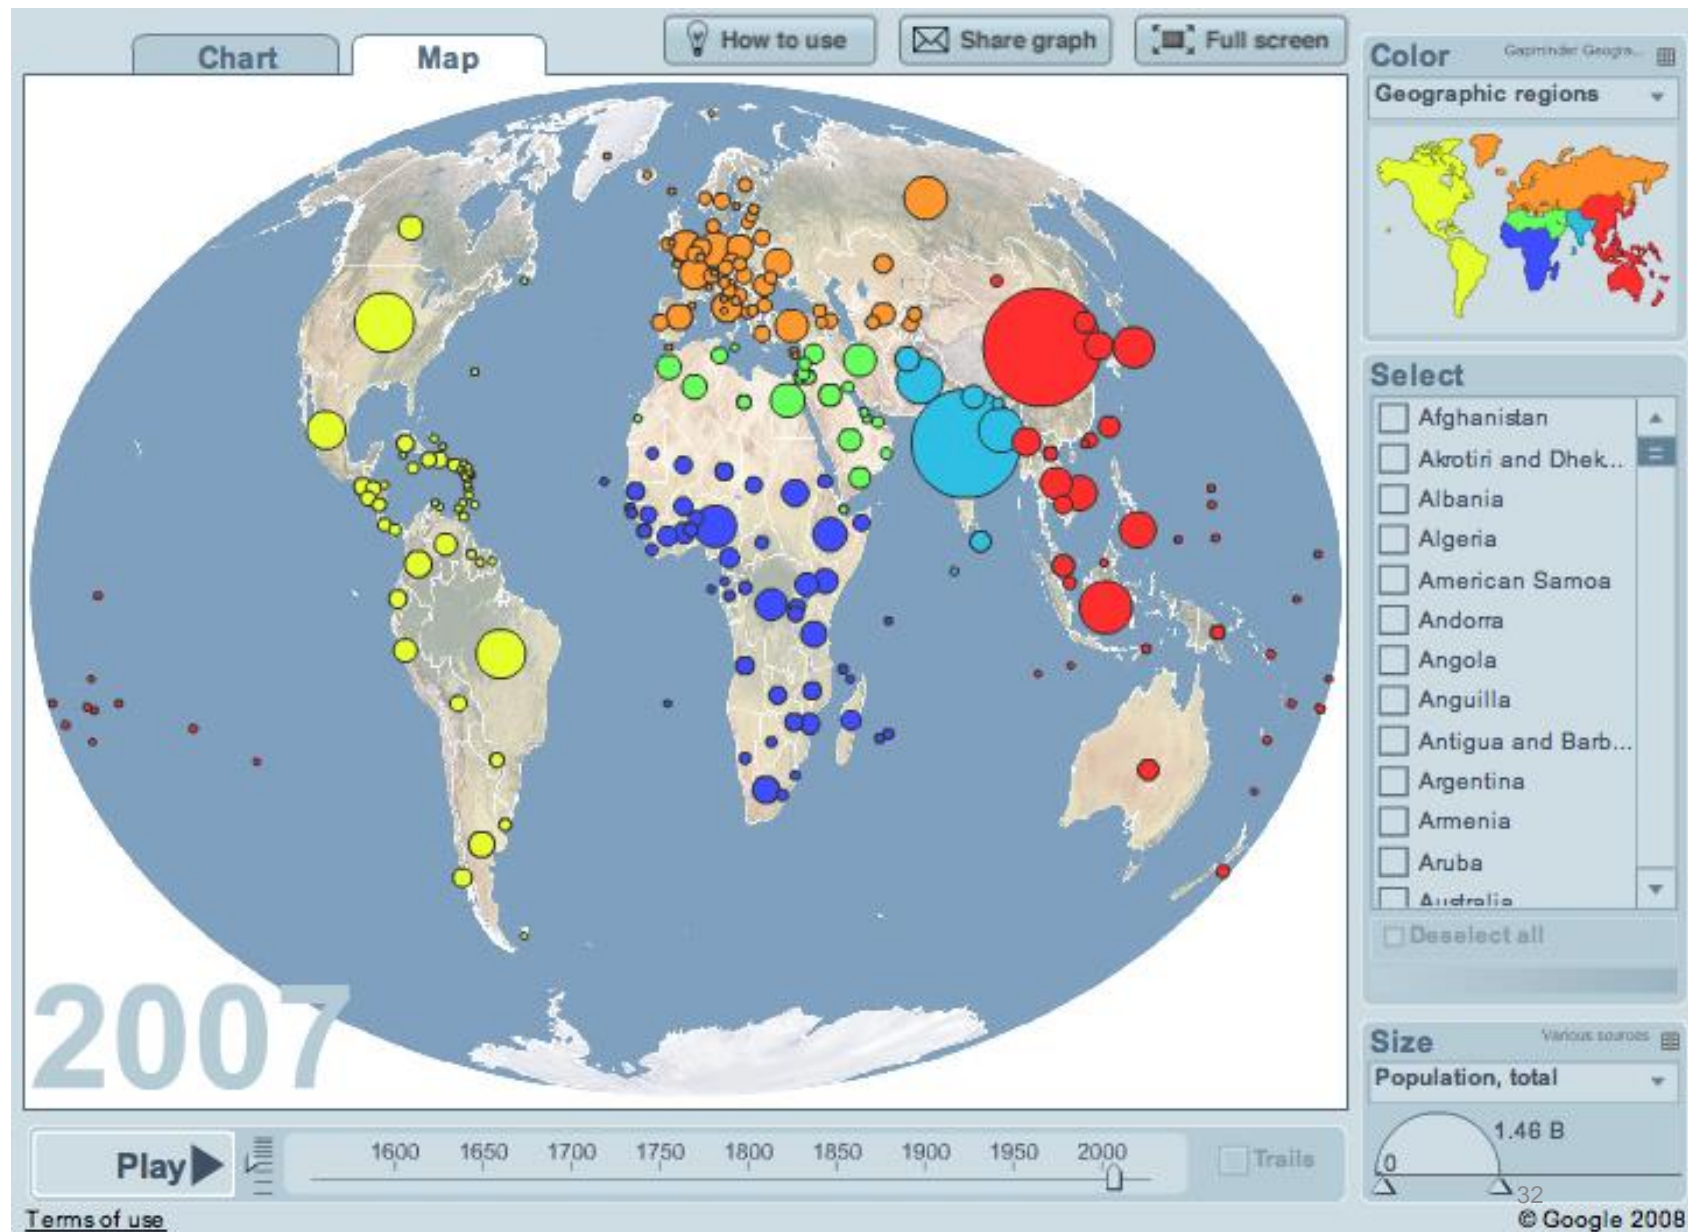 Chart
Map
How to use
Share graph
Full screen
Color
Gapminder Geogra...
Geographic regions
Select
Afghanistan
Akrotiri and Dhek...
Albania
Algeria
American Samoa
Andorra
Angola
Anguilla
Antigua and Barb...
Argentina
Armenia
Aruba
Australia
Deselect all
2007
Size
Various sources
Population, total
1.46 B
0
32
Play
1600 1650 1700 1750 1800 1850 1900 1950 2000
Trails
Terms of use
© Google 2008